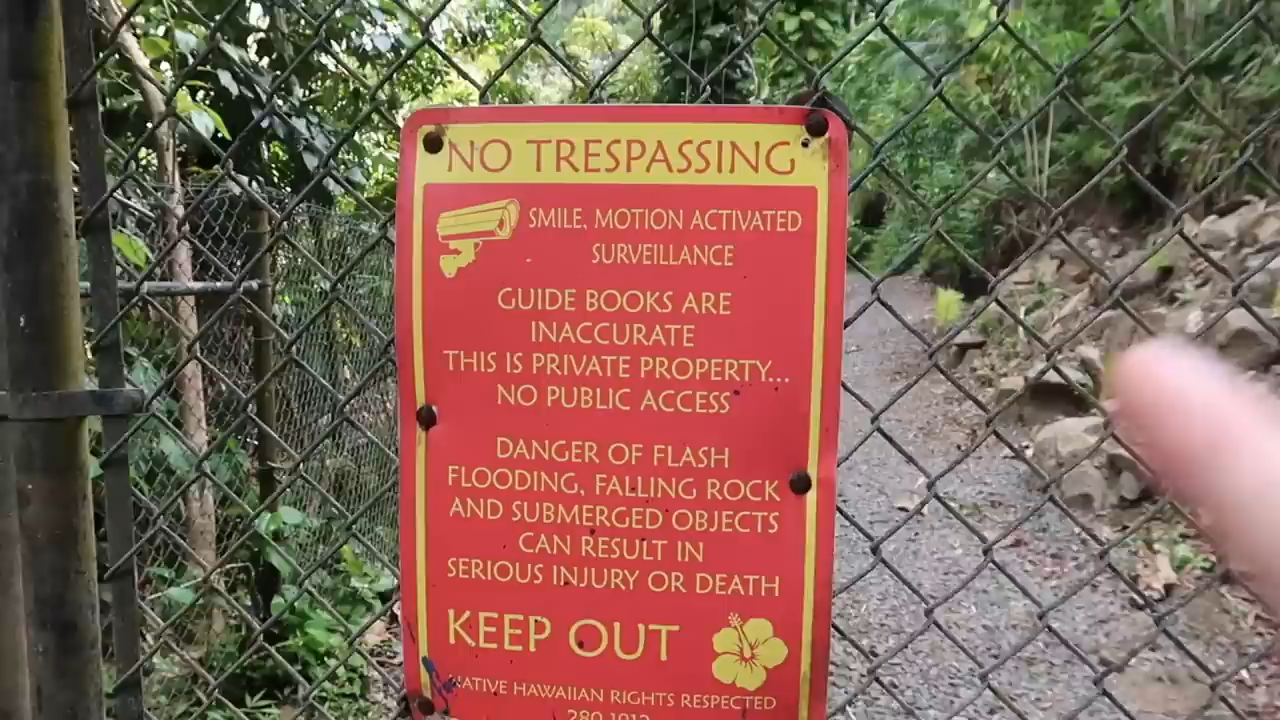 NO TRESPASSING
SMILE, MOTION ACTIVATED
SURVEILLANCE
GUIDE BOOKS ARE
INACCURATE
THIS IS PRIVATE PROPERTY...
NO PUBLIC ACCESS
DANGER OF FLASH
FLOODING, FALLING ROCK
AND SUBMERGED OBJECTS
CAN RESULT IN
SERIOUS INJURY OR DEATH
KEEP OUT
NATIVE HAWAIIAN RIGHTS RESPECTED